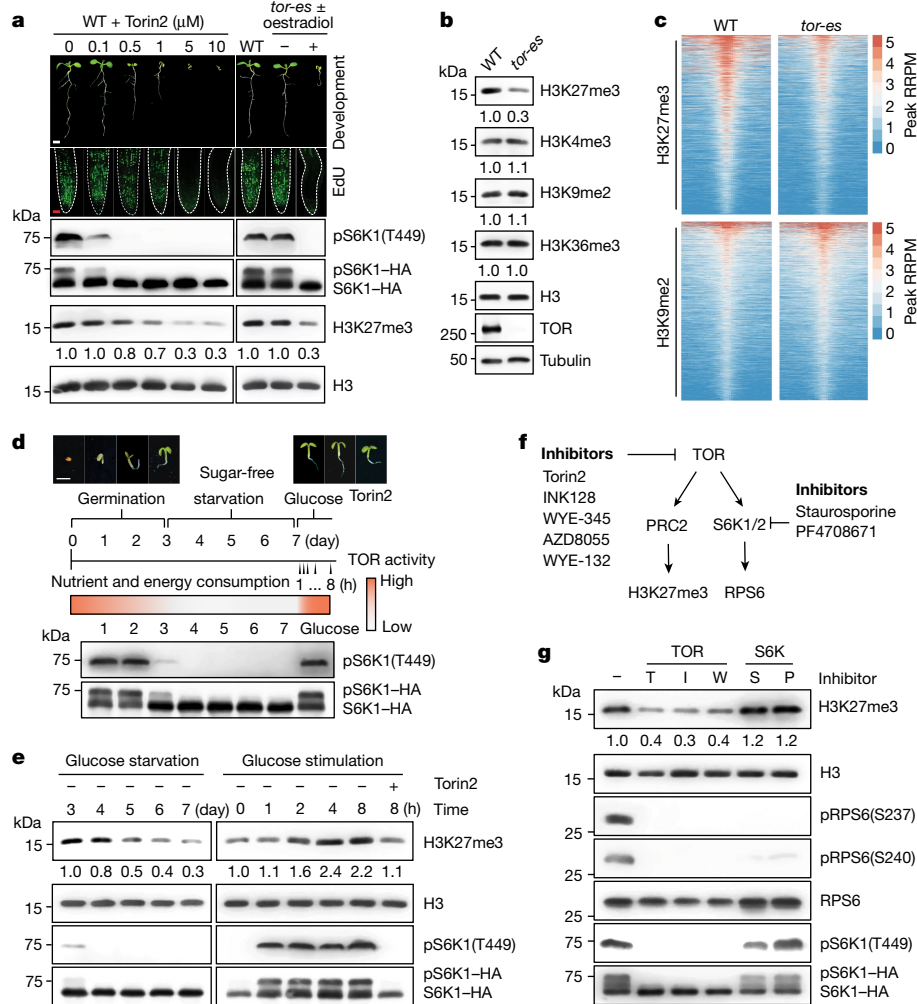 a
WT + Torin2 (μM)
tor-es ±
oestradiol
0 0.1 0.5 1 5 10 WT – +
Development
EdU
kDa
75 pS6K1(T449)
75 pS6K1–HA
S6K1–HA
15 H3K27me3
1.0 1.0 0.8 0.7 0.3 0.3 1.0 1.0 0.3
15 H3
b
WT tor-es
kDa
15 H3K27me3
1.0 0.3
15 H3K4me3
1.0 1.1
15 H3K9me2
1.0 1.1
15 H3K36me3
1.0 1.0
15 H3
250 TOR
50 Tubulin
c
WT tor-es
H3K27me3
5
4
3
2
1
0
Peak RRPM
H3K9me2
5
4
3
2
1
0
Peak RRPM
d
Germination
Sugar-free
starvation
Glucose Torin2
0 1 2 3 4 5 6 7 (day)
TOR activity
Nutrient and energy consumption 1 ... 8 (h)
High
Low
1 2 3 4 5 6 7 Glucose
kDa
75 pS6K1(T449)
75 pS6K1–HA
S6K1–HA
e
Glucose starvation Glucose stimulation
– – – – – – – – – – + Torin2
3 4 5 6 7 (day) 0 1 2 4 8 8 (h) Time
kDa
15 H3K27me3
1.0 0.8 0.5 0.4 0.3 1.0 1.1 1.6 2.4 2.2 1.1
15 H3
75 pS6K1(T449)
75 pS6K1–HA
S6K1–HA
f
Inhibitors
Torin2
INK128
WYE-345
AZD8055
WYE-132
TOR
PRC2 S6K1/2
H3K27me3 RPS6
Inhibitors
Staurosporine
PF4708671
g
TOR S6K
– T I W S P Inhibitor
kDa
15 H3K27me3
1.0 0.4 0.3 0.4 1.2 1.2
15 H3
25 pRPS6(S237)
25 pRPS6(S240)
25 RPS6
75 pS6K1(T449)
75 pS6K1–HA
S6K1–HA